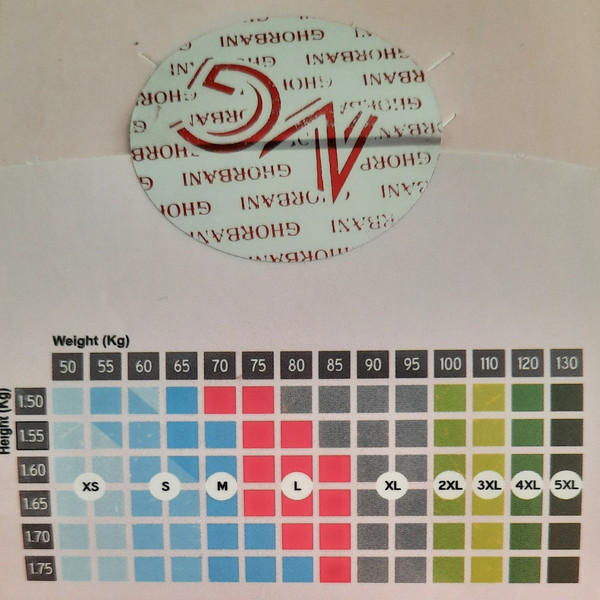 GHORBANI
GHORBANI
GHORBANI
GHORBANI
GHORBANI
GHORBANI
GHORBANI
Weight (Kg)
50 55 60 65 70 75 80 85 90 95 100 110 120 130
Height (Kg)
1.50
1.55
1.60
XS S M L XL 2XL 3XL 4XL 5XL
1.65
1.70
1.75